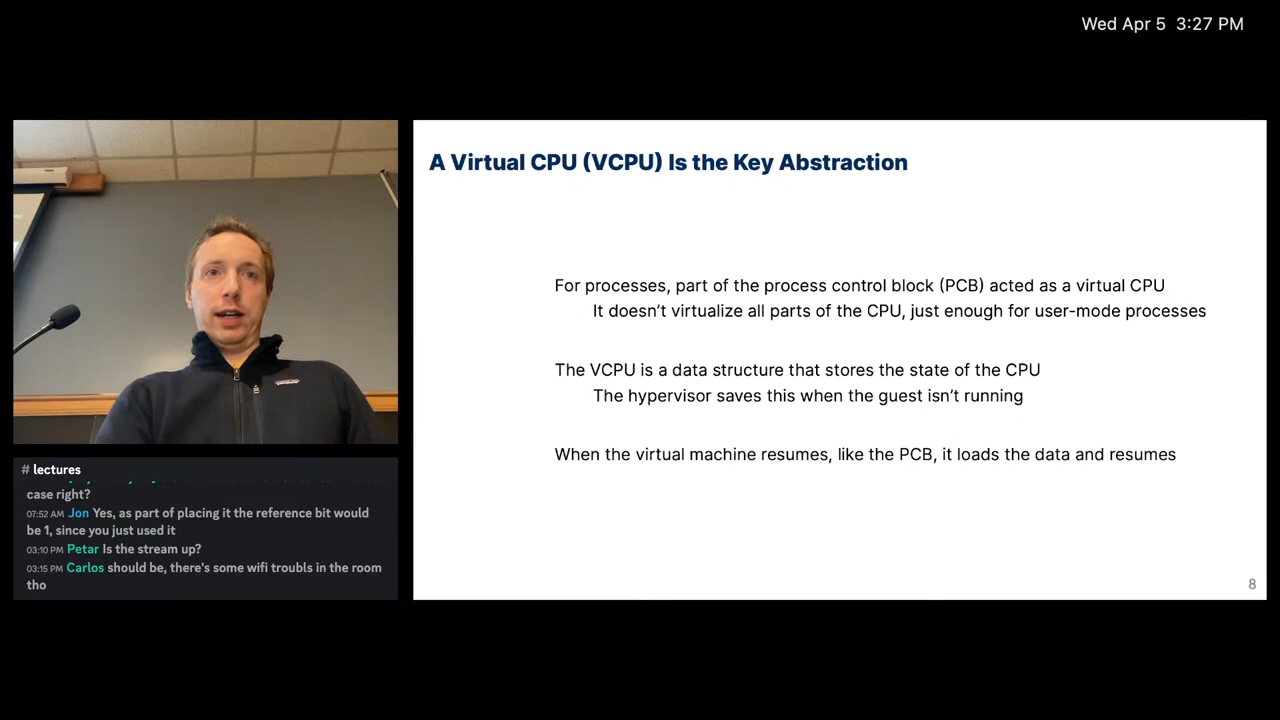 Wed Apr 5 3:27 PM
A Virtual CPU (VCPU) Is the Key Abstraction
For processes, part of the process control block (PCB) acted as a virtual CPU
It doesn’t virtualize all parts of the CPU, just enough for user-mode processes
The VCPU is a data structure that stores the state of the CPU
The hypervisor saves this when the guest isn’t running
When the virtual machine resumes, like the PCB, it loads the data and resumes
8
# lectures
case right?
07:52 AM Jon Yes, as part of placing it the reference bit would
be 1, since you just used it
03:10 PM Petar Is the stream up?
03:15 PM Carlos should be, there's some wifi troubls in the room
tho